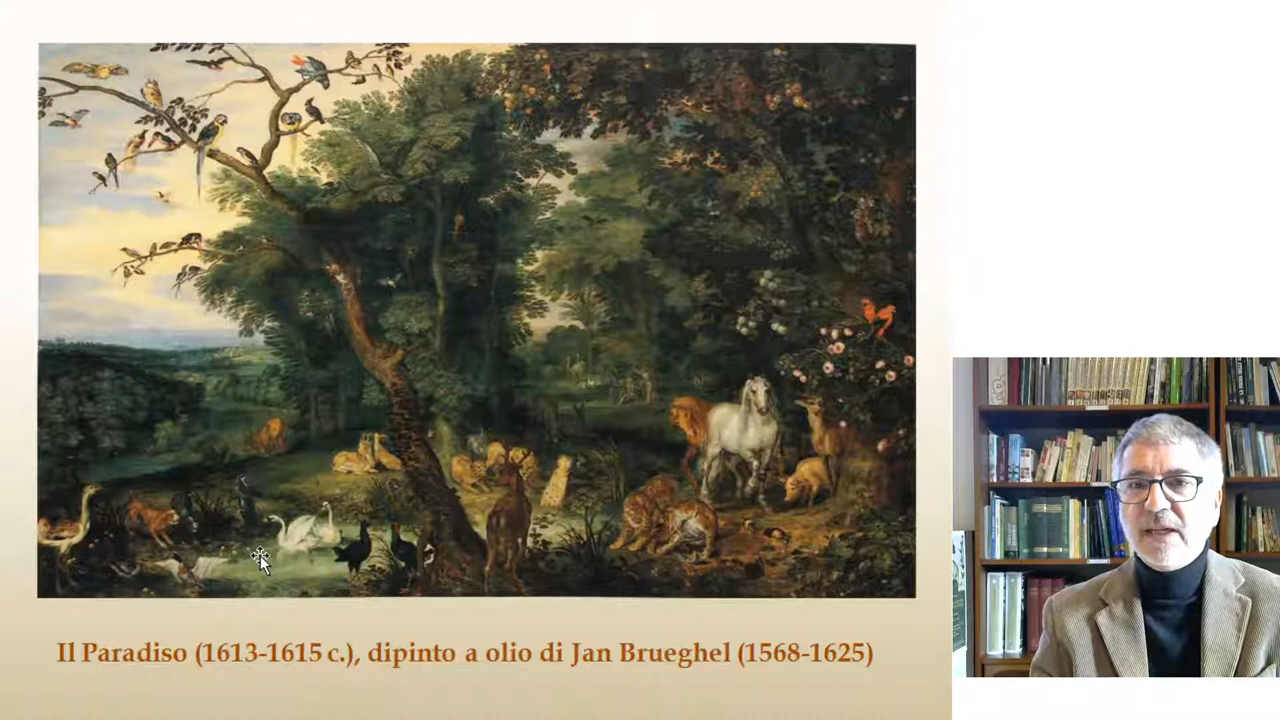 Il Paradiso (1613-1615 c.), dipinto a olio di Jan Brueghel (1568-1625)